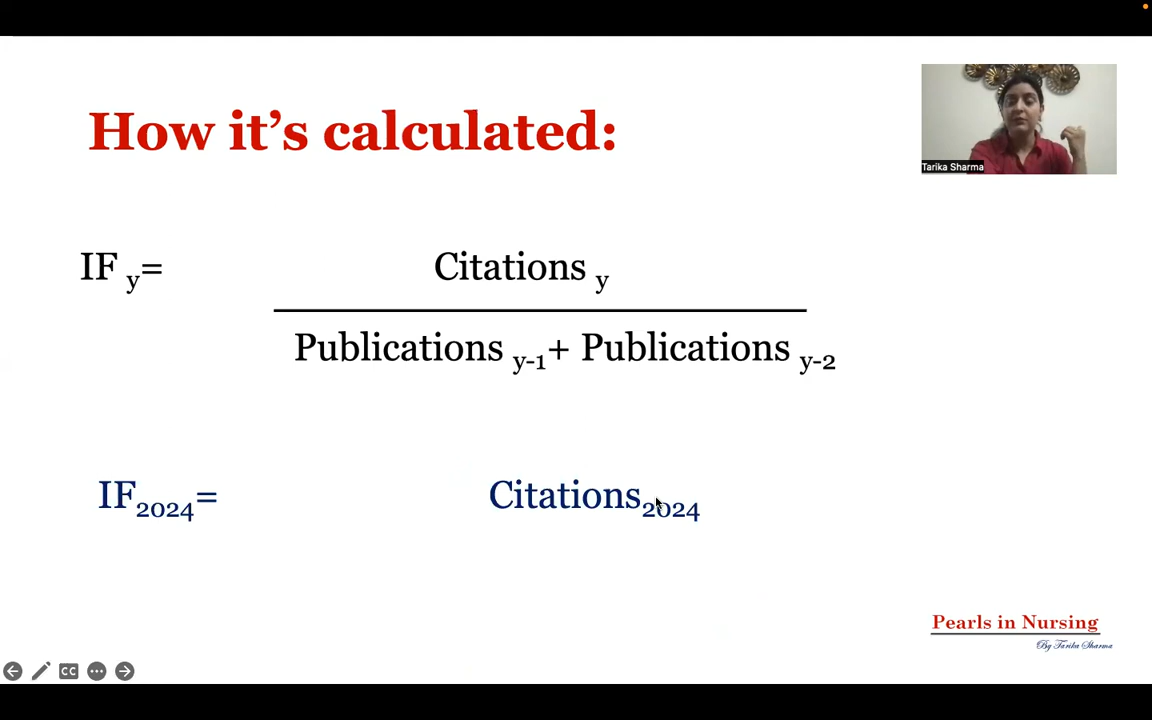 How it's calculated:
Tarika Sharma
IF y= Citations y
Publications y-1+ Publications y-2
IF2024= Citations2024
Pearls in Nursing
By Tarika Sharma
CC